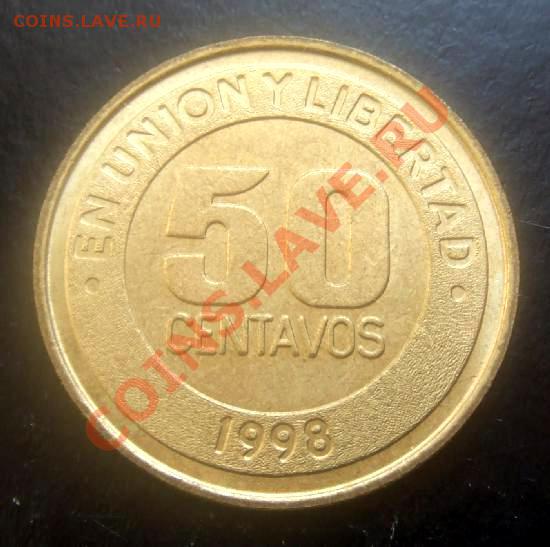 COINS.LAVE.RU
· EN UNION Y LIBERTAD ·
50
CENTAVOS
1998
COINS.LAVE.RU